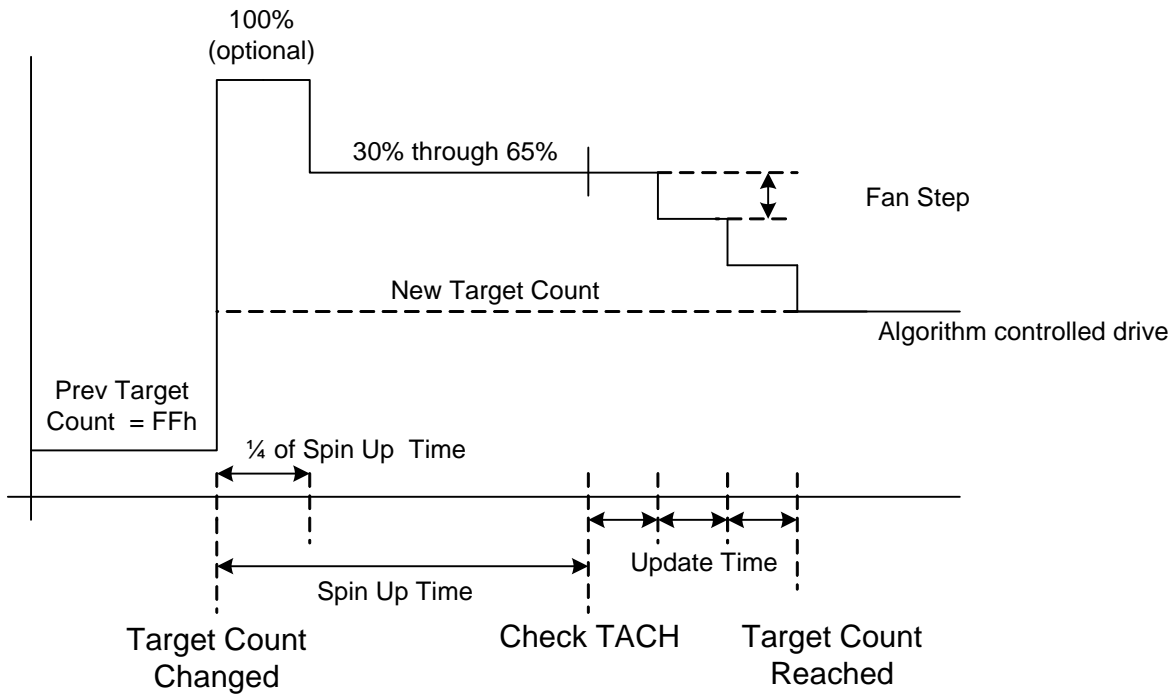 100%
(optional)
30% through 65%
Fan Step
New Target Count
Algorithm controlled drive
Prev Target
Count = FFh
¼ of Spin Up Time
Update Time
Spin Up Time
Target Count
Changed
Check TACH
Target Count
Reached